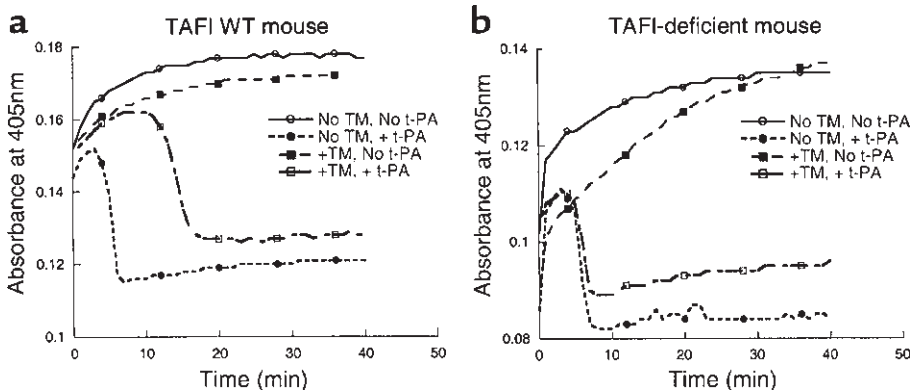 a
TAFI WT mouse
Absorbance at 405nm
0.18
0.16
0.14
0.12
0.1
No TM, No t-PA
No TM, + t-PA
+TM, No t-PA
+TM, + t-PA
0 10 20 30 40 50
Time (min)
b
TAFI-deficient mouse
Absorbance at 405nm
0.14
0.12
0.1
0.08
No TM, No t-PA
No TM, + t-PA
+TM, No t-PA
+TM, + t-PA
0 10 20 30 40 50
Time (min)